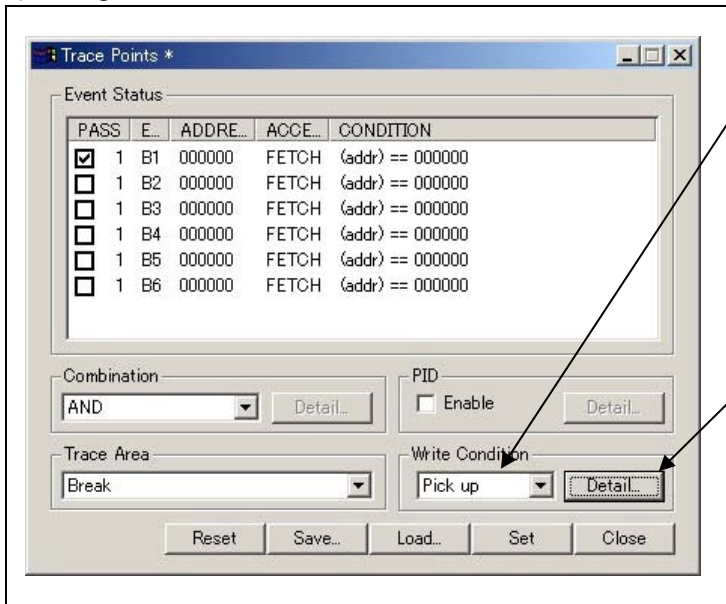 Trace Points *
Event Status
PASS E... ADDRE... ACCE... CONDITION
1 B1 000000 FETCH (addr) == 000000
1 B2 000000 FETCH (addr) == 000000
1 B3 000000 FETCH (addr) == 000000
1 B4 000000 FETCH (addr) == 000000
1 B5 000000 FETCH (addr) == 000000
1 B6 000000 FETCH (addr) == 000000
Combination PID
AND Detail... Enable Detail...
Trace Area Write Condition
Break Pick up Detail...
Reset Save... Load... Set Close